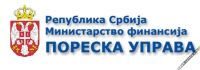 Република Србија
Министарство финансија
ПОРЕСКА УПРАВА